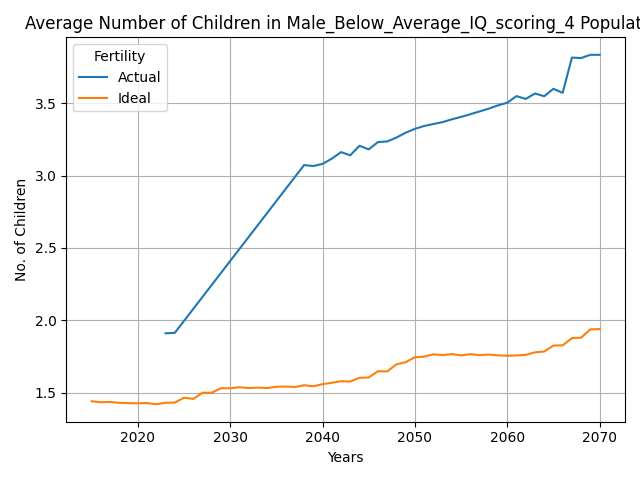 Average Number of Children in Male_Below_Average_IQ_scoring_4 Populat
Fertility
Actual
Ideal
No. of Children
3.5
3.0
2.5
2.0
1.5
2020 2030 2040 2050 2060 2070
Years